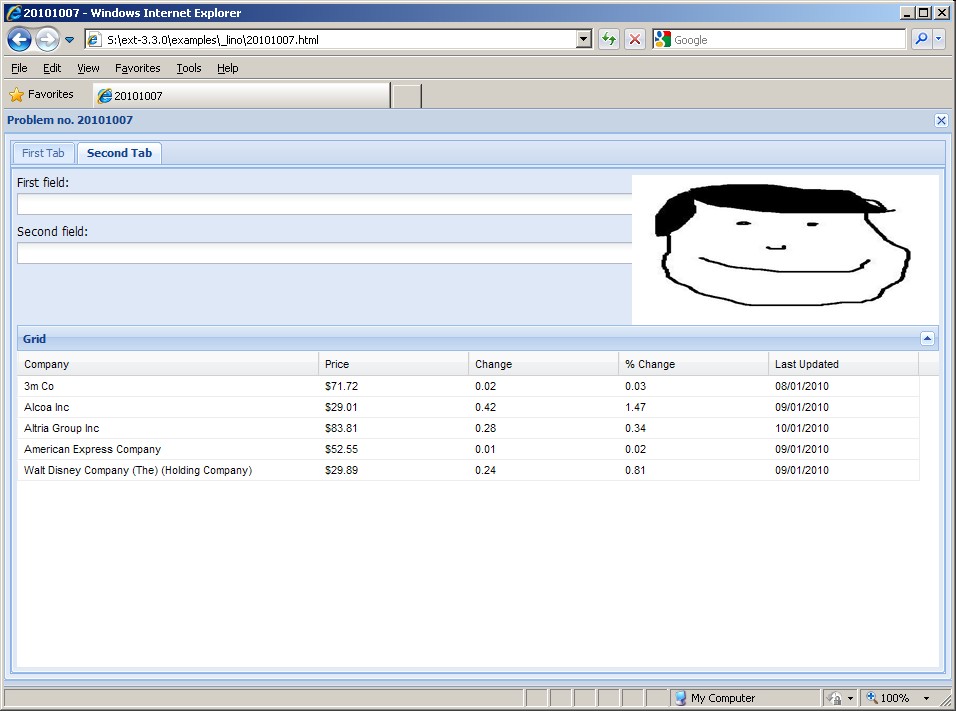 20101007 - Windows Internet Explorer
S:\ext-3.3.0\examples\_lino\20101007.html
Google
File Edit View Favorites Tools Help
Favorites 20101007
Problem no. 20101007
First Tab Second Tab
First field:
Second field:
Grid
Company Price Change % Change Last Updated
3m Co $71.72 0.02 0.03 08/01/2010
Alcoa Inc $29.01 0.42 1.47 09/01/2010
Altria Group Inc $83.81 0.28 0.34 10/01/2010
American Express Company $52.55 0.01 0.02 09/01/2010
Walt Disney Company (The) (Holding Company) $29.89 0.24 0.81 09/01/2010
My Computer 100%